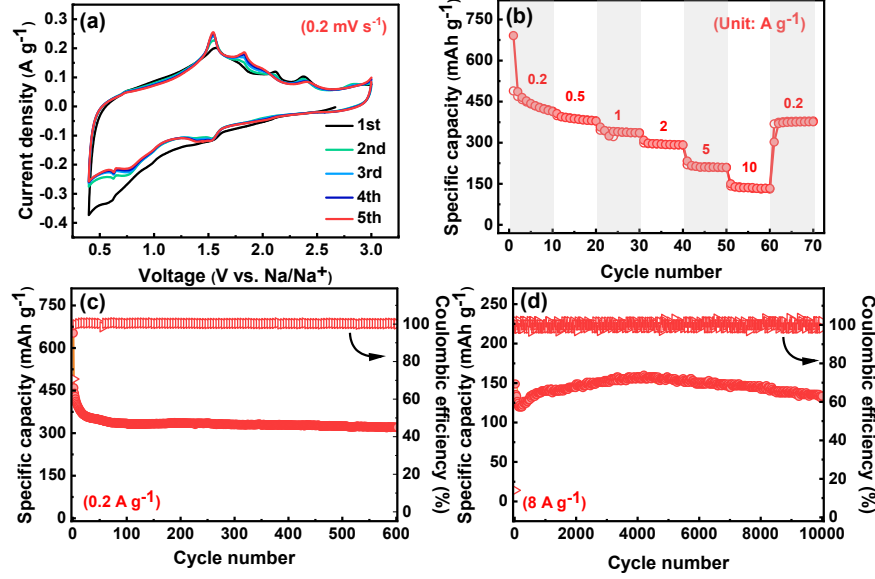 (a)
(0.2 mV s-1)
Current density (A g-1)
0.3
0.2
0.1
0.0
-0.1
-0.2
-0.3
-0.4
1st
2nd
3rd
4th
5th
0.5 1.0 1.5 2.0 2.5 3.0
Voltage (V vs. Na/Na+)
(b)
(Unit: A g-1)
Specific capacity (mAh g-1)
750
600
450
300
150
0
0.2
0.5
1
2
5
10
0.2
0 10 20 30 40 50 60 70
Cycle number
(c)
Specific capacity (mAh g-1)
750
600
450
300
150
0
100
80
60
40
20
0
Coulombic efficiency (%)
(0.2 A g-1)
0 100 200 300 400 500 600
Cycle number
(d)
Specific capacity (mAh g-1)
225
200
175
150
125
100
75
50
25
0
100
80
60
40
20
0
Coulombic efficiency (%)
(8 A g-1)
0 2000 4000 6000 8000 10000
Cycle number